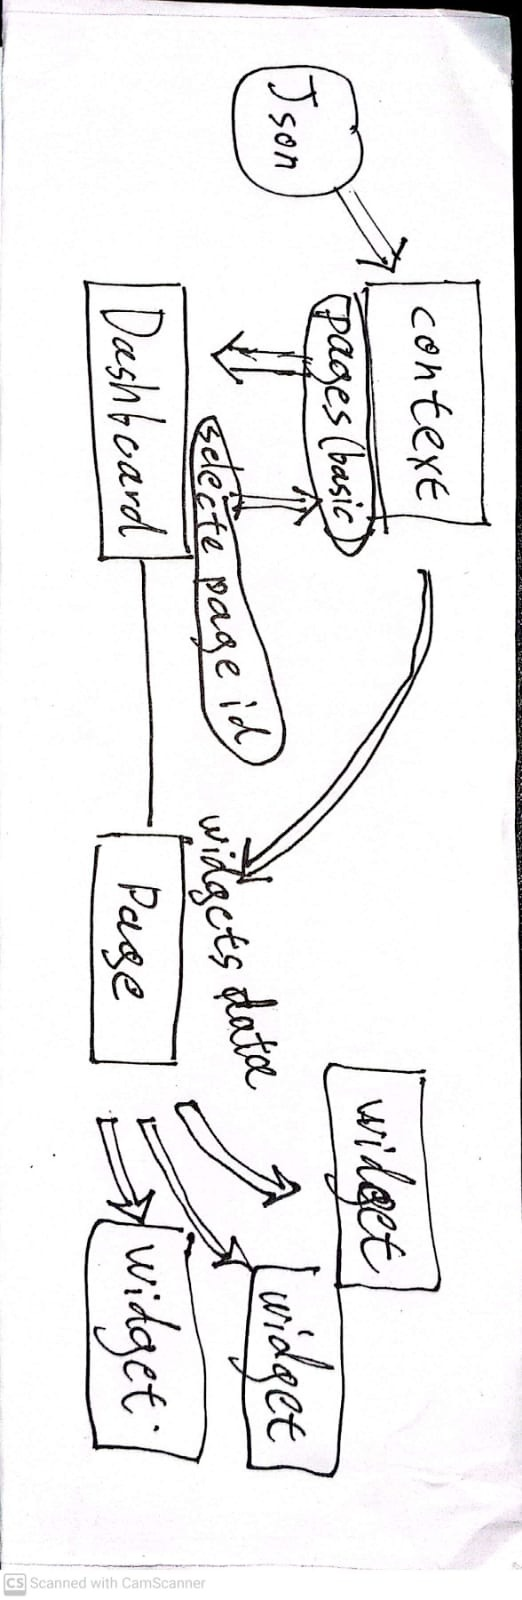 Json
context
pages (basic)
Dashboard
selecte page id
widgets data
Page
widget
widget
widget.
CS Scanned with CamScanner